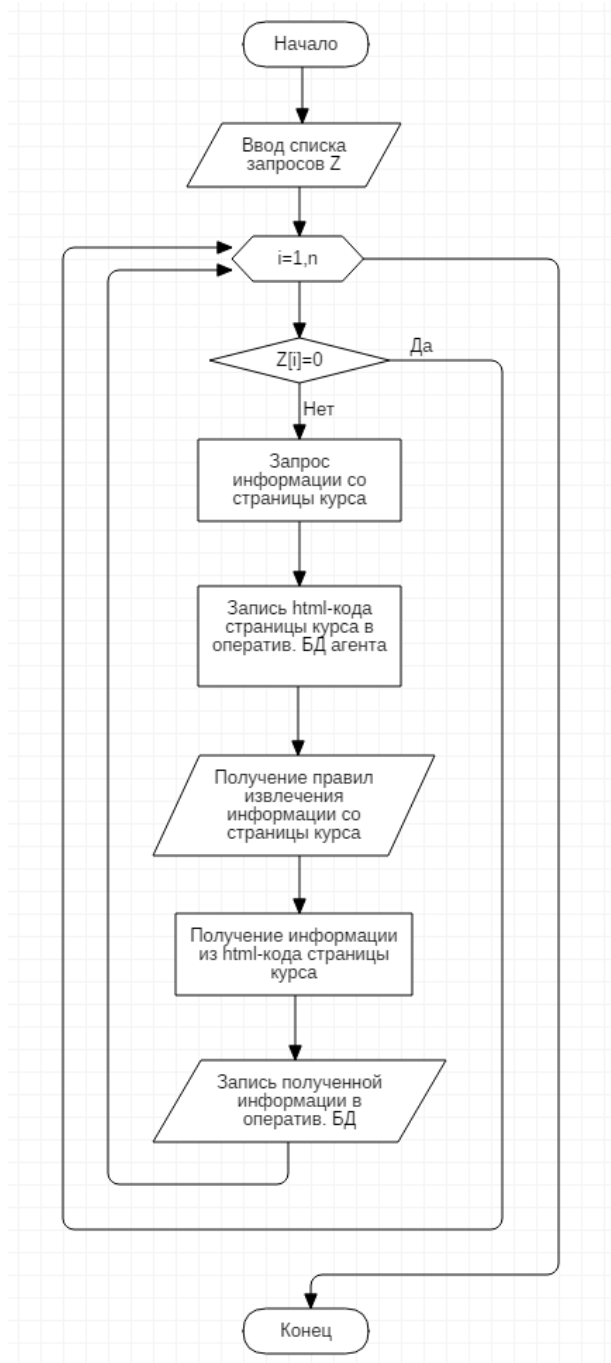 Начало
Ввод списка
запросов Z
i=1,n
Z[i]=0
Да
Нет
Запрос
информации со
страницы курса
Запись html-кода
страницы курса в
оператив. БД агента
Получение правил
извлечения
информации со
страницы курса
Получение информации
из html-кода страницы
курса
Запись полученной
информации в
оператив. БД
Конец